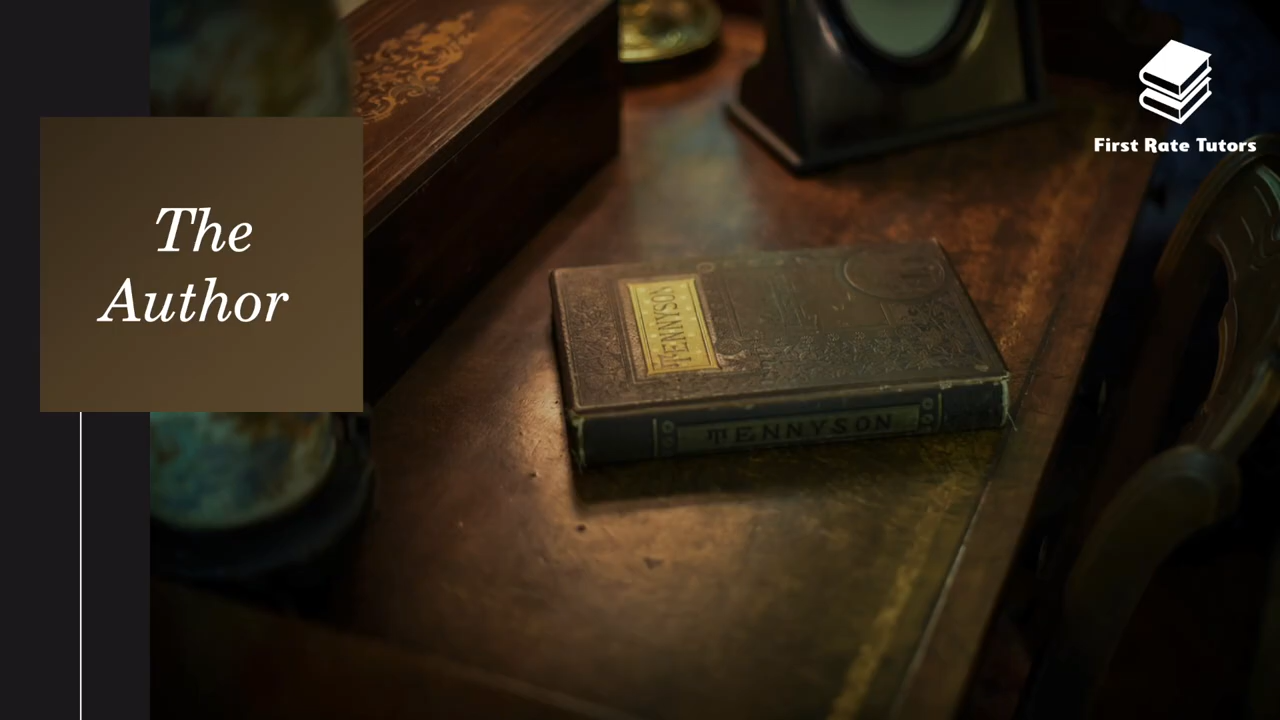 The
Author
First Rate Tutors
TENNYSON
TENNYSON